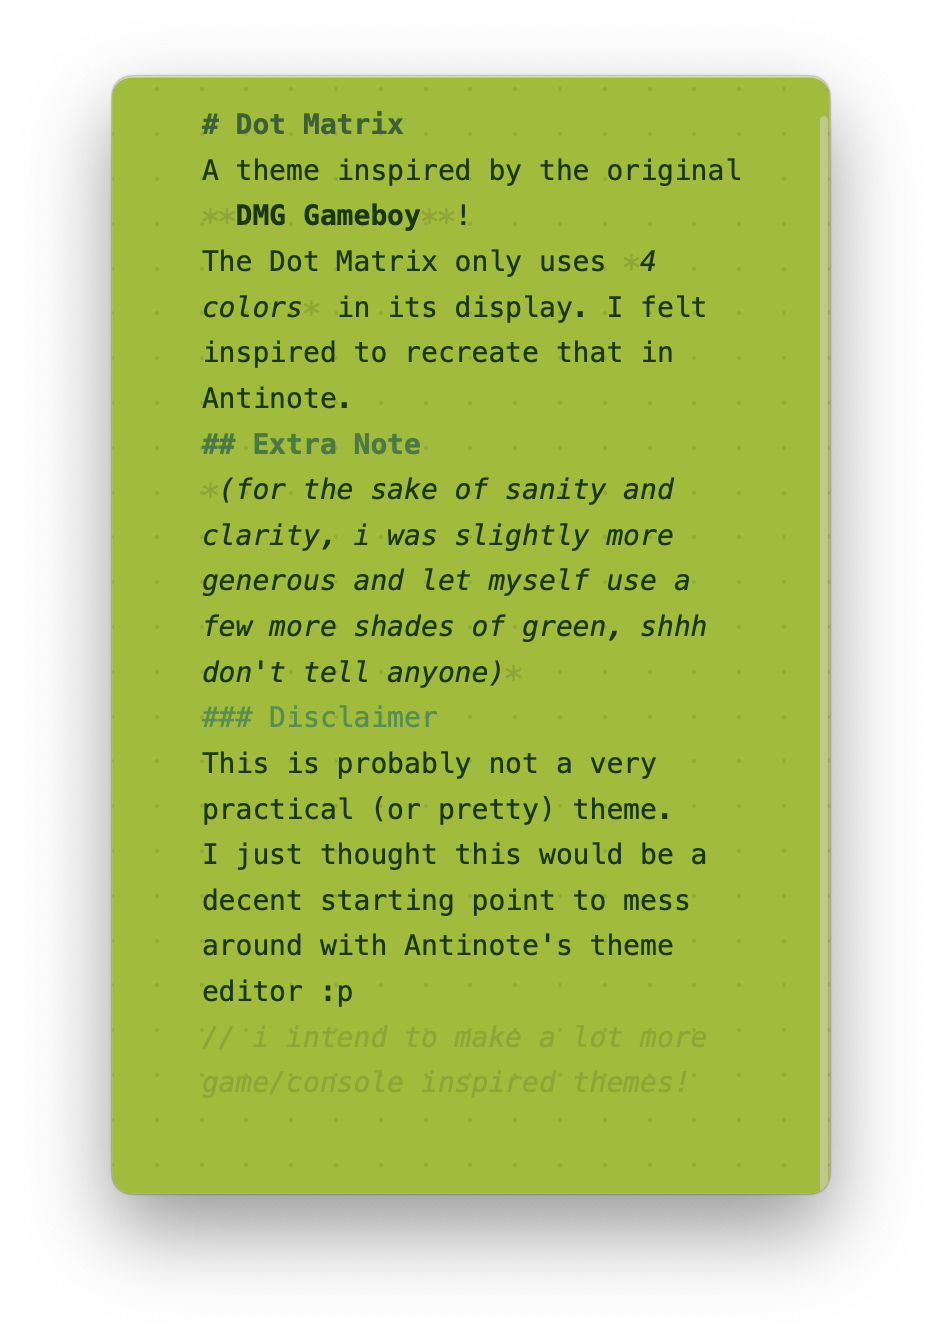 # Dot Matrix
A theme inspired by the original
**DMG Gameboy**!
The Dot Matrix only uses *4
colors* in its display. I felt
inspired to recreate that in
Antinote.
## Extra Note
*(for the sake of sanity and
clarity, i was slightly more
generous and let myself use a
few more shades of green, shhh
don't tell anyone)*
### Disclaimer
This is probably not a very
practical (or pretty) theme.
I just thought this would be a
decent starting point to mess
around with Antinote's theme
editor :p
// i intend to make a lot more
game/console inspired themes!